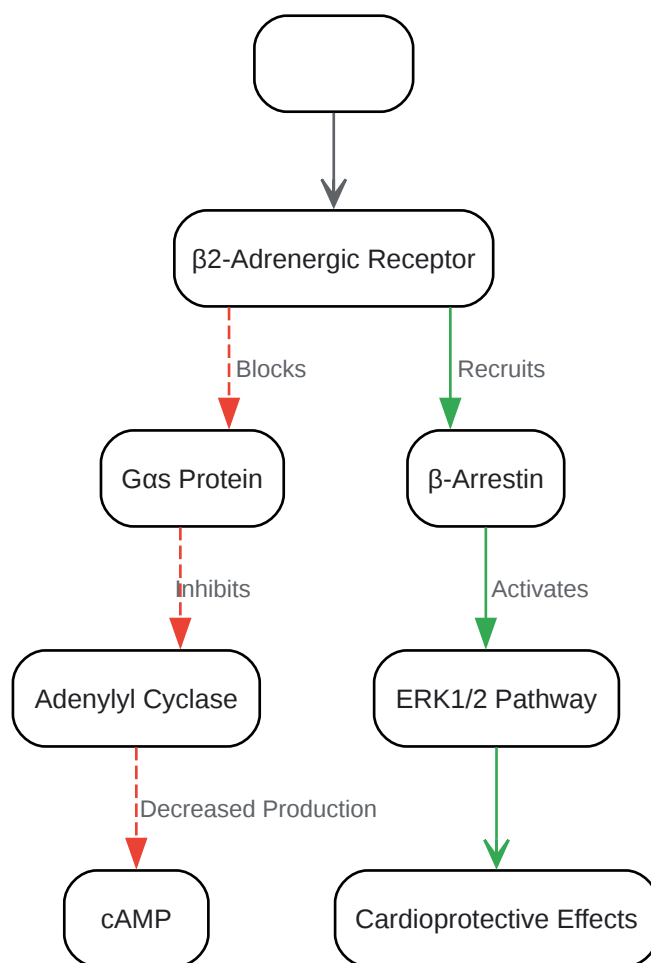 β2-Adrenergic Receptor
Blocks
Recruits
Gαs Protein
β-Arrestin
Inhibits
Activates
Adenylyl Cyclase
ERK1/2 Pathway
Decreased Production
cAMP
Cardioprotective Effects